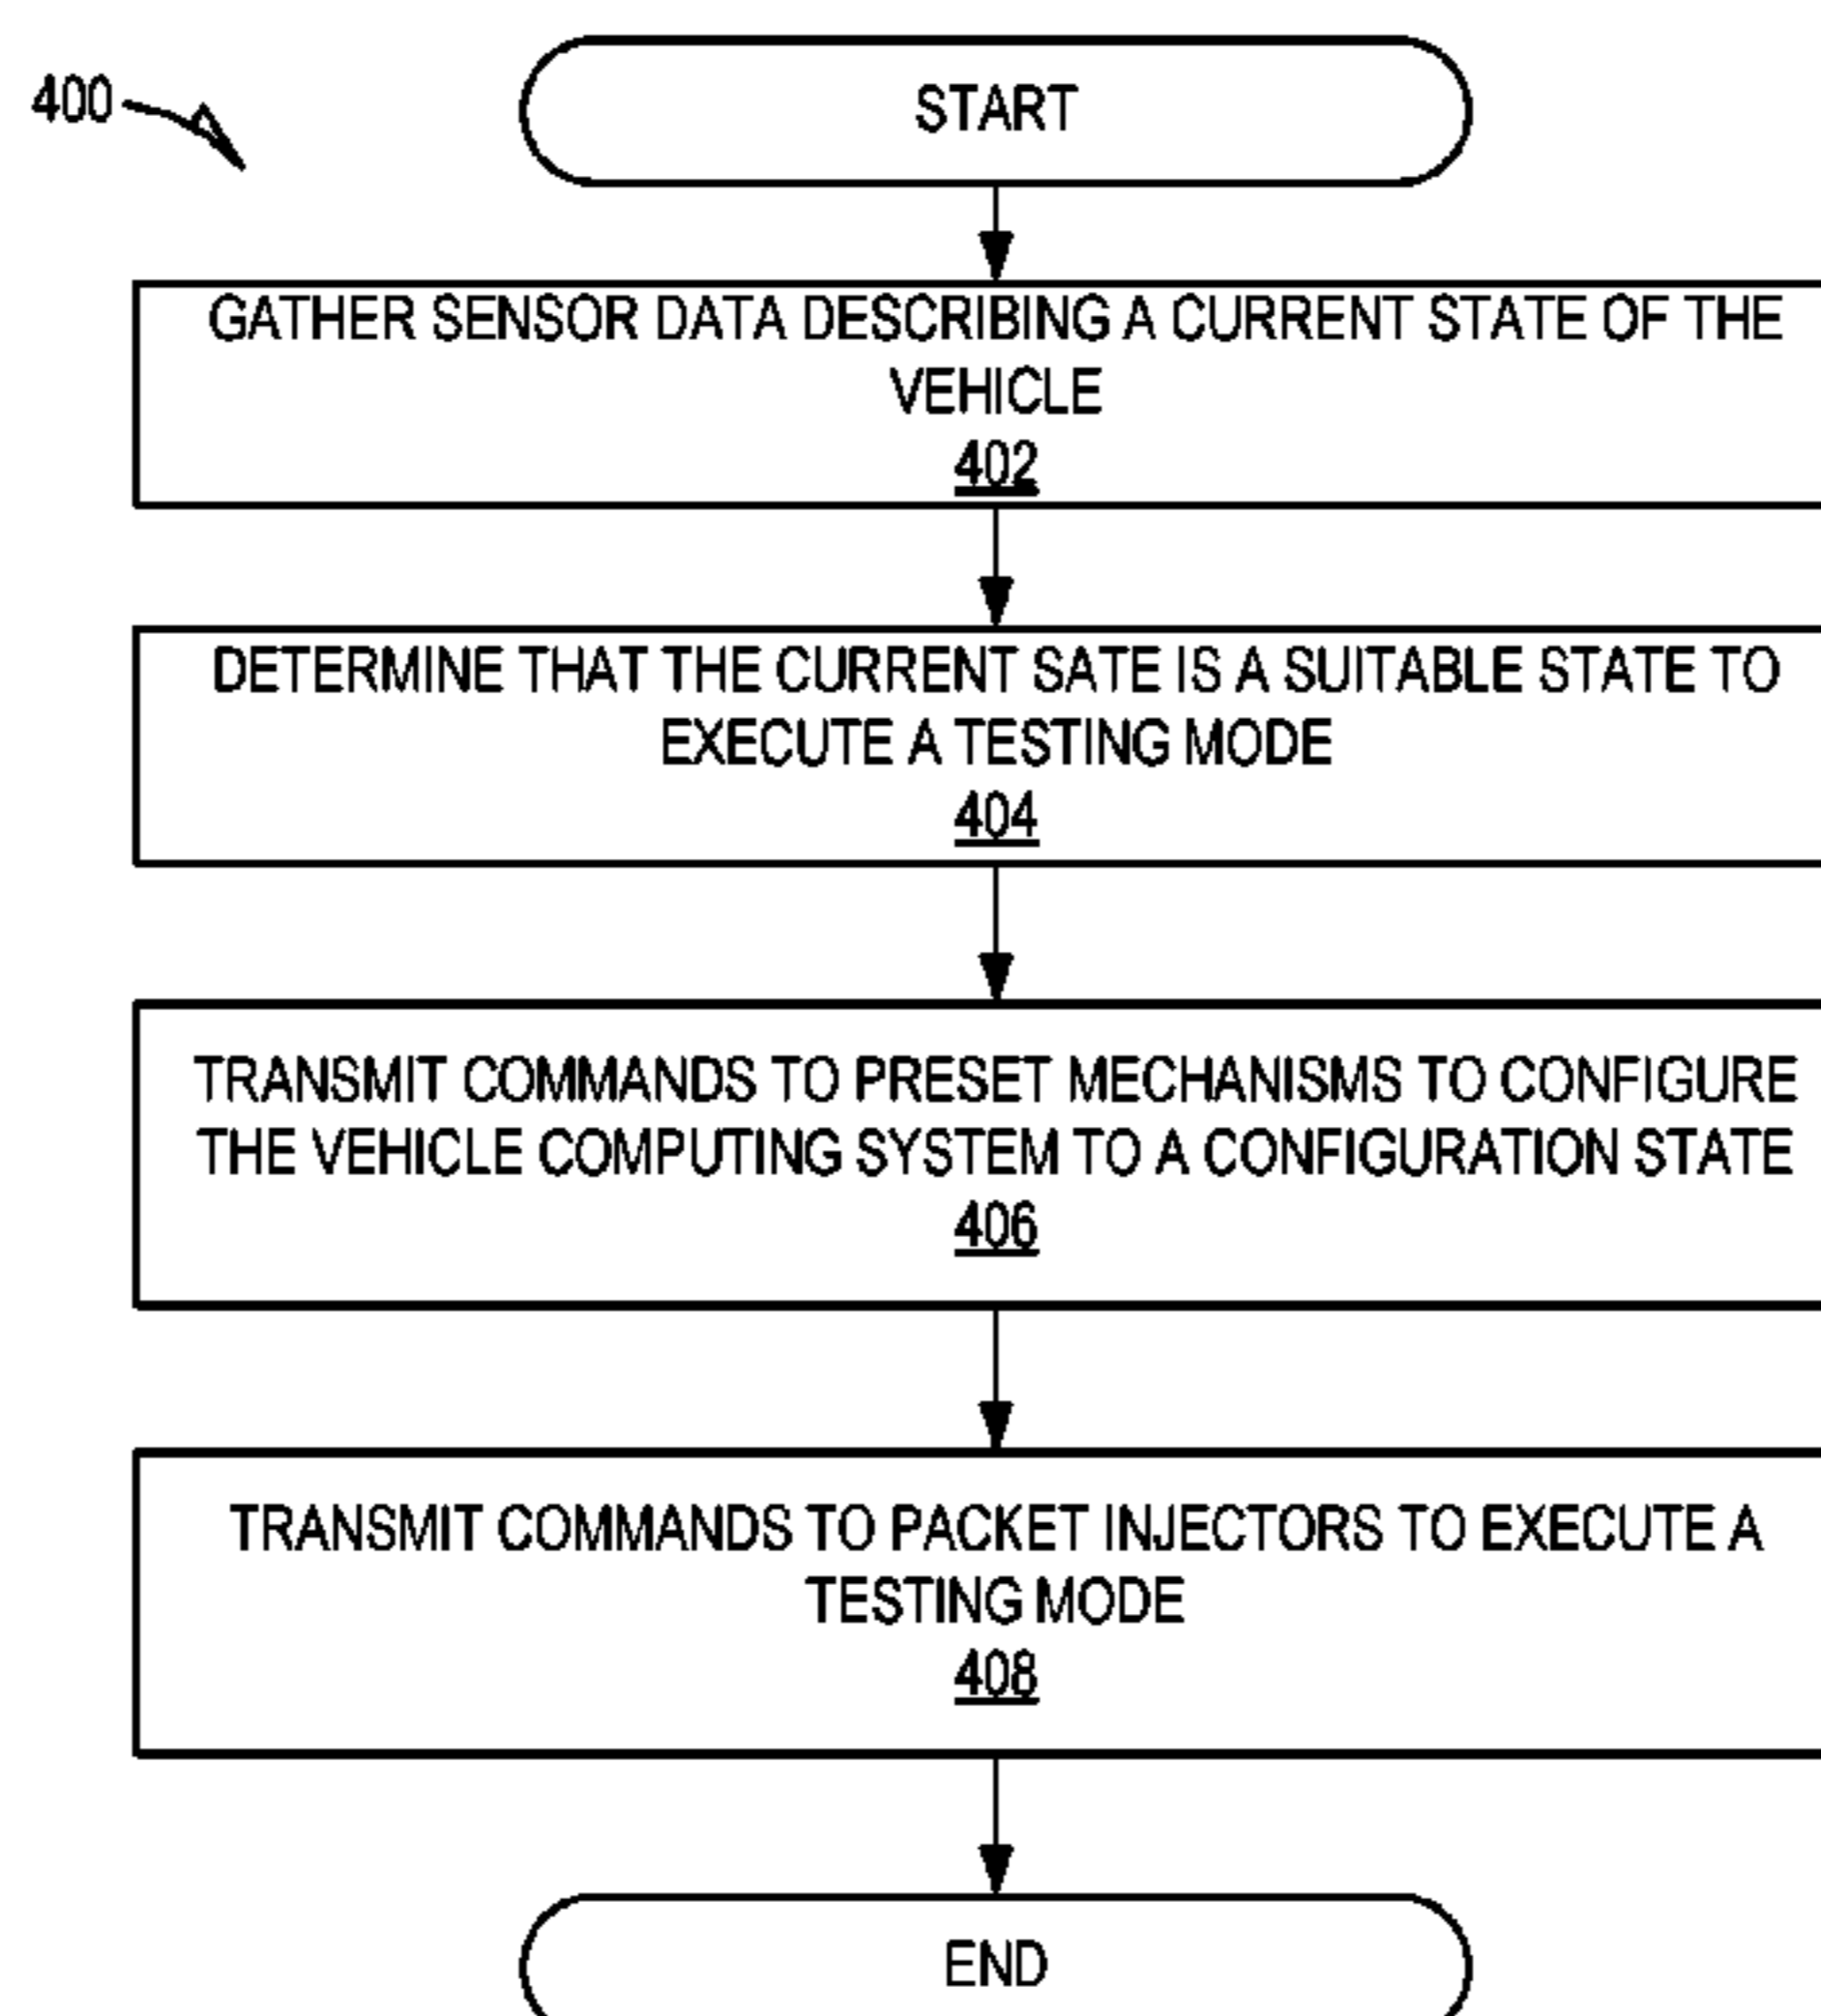 400
START
GATHER SENSOR DATA DESCRIBING A CURRENT STATE OF THE
VEHICLE
402
DETERMINE THAT THE CURRENT SATE IS A SUITABLE STATE TO
EXECUTE A TESTING MODE
404
TRANSMIT COMMANDS TO PRESET MECHANISMS TO CONFIGURE
THE VEHICLE COMPUTING SYSTEM TO A CONFIGURATION STATE
406
TRANSMIT COMMANDS TO PACKET INJECTORS TO EXECUTE A
TESTING MODE
408
END